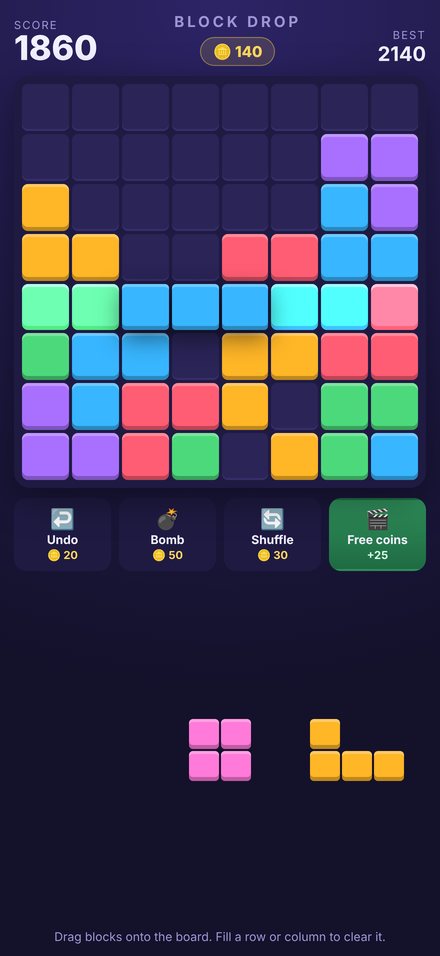 BLOCK DROP
SCORE
1860
140
BEST
2140
Undo
20
Bomb
50
Shuffle
30
Free coins
+25
Drag blocks onto the board. Fill a row or column to clear it.